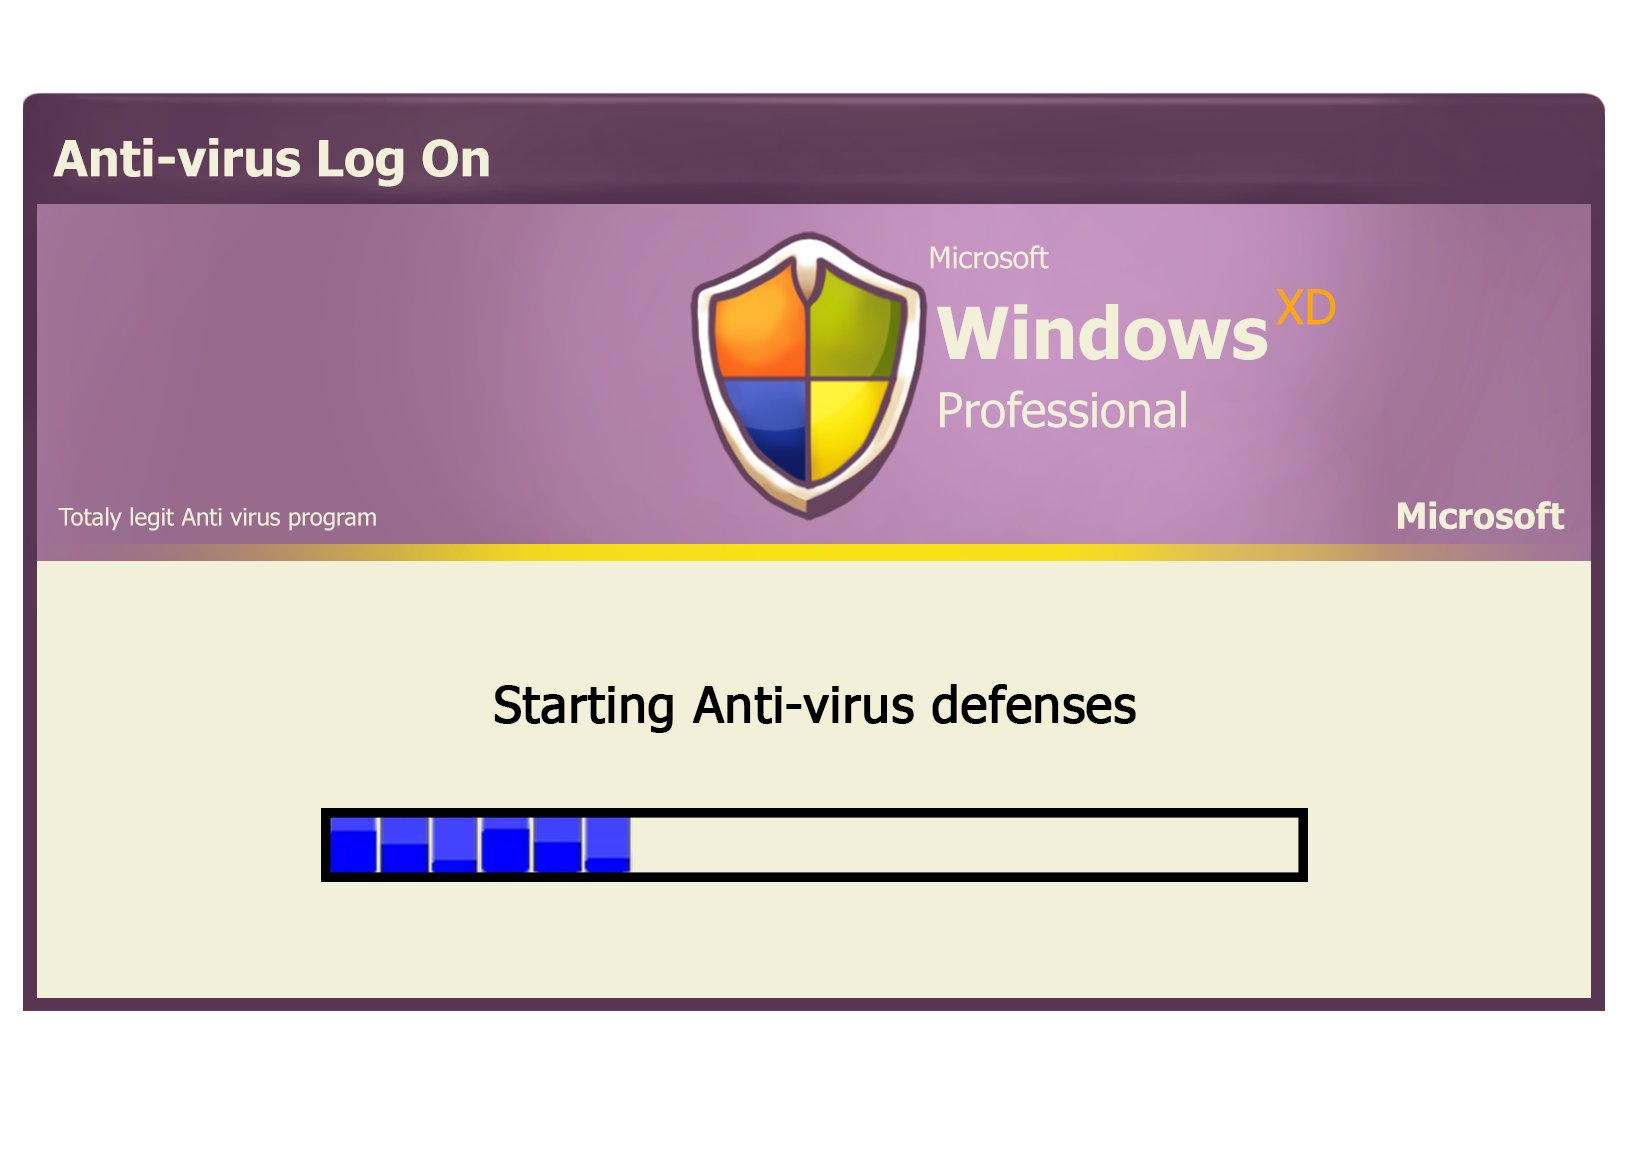 Anti-virus Log On
Microsoft
Windows XD
Professional
Totaly legit Anti virus program
Microsoft
Starting Anti-virus defenses